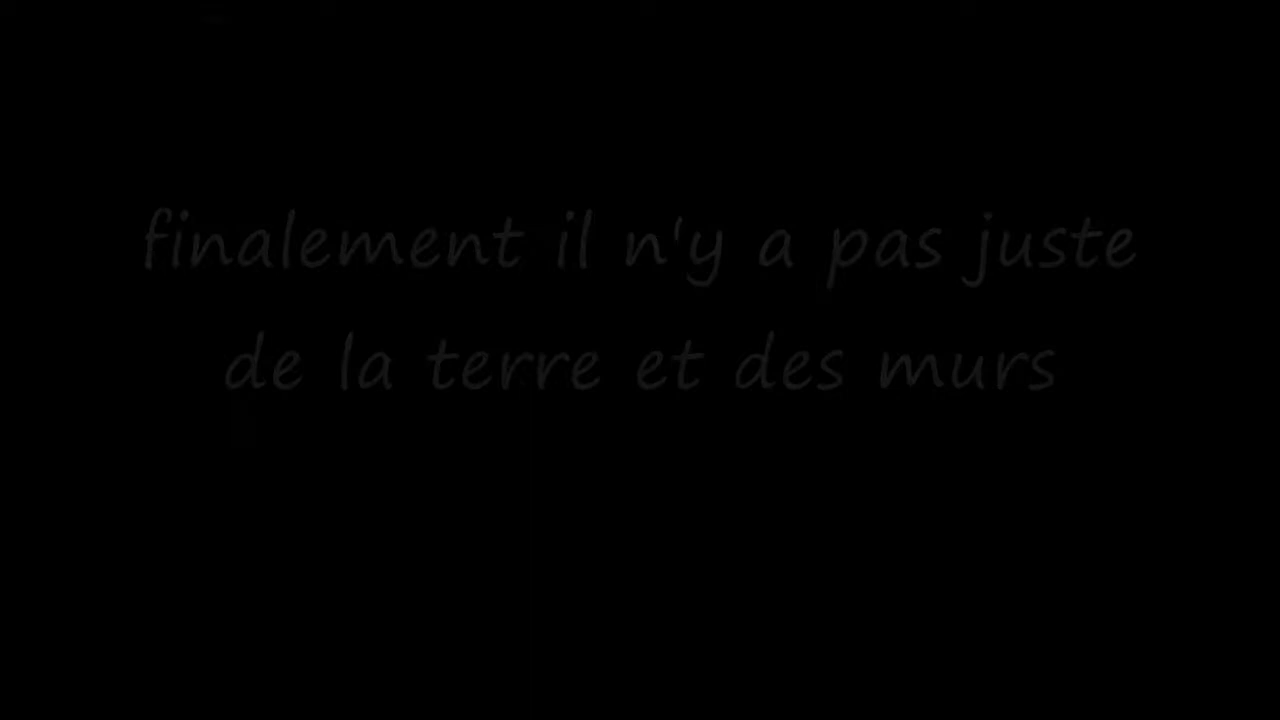 finalement il n'y a pas juste
de la terre et des murs